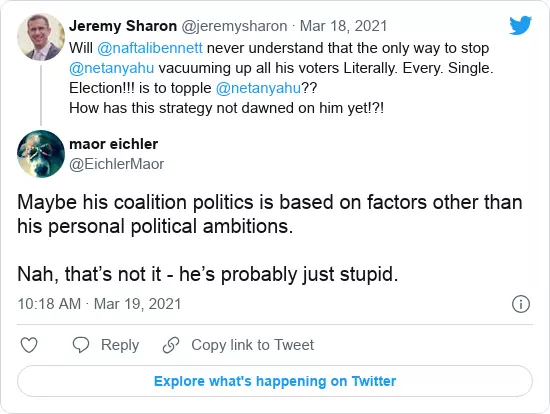 Jeremy Sharon @jeremysharon · Mar 18, 2021
Will @naftalibennett never understand that the only way to stop
@netanyahu vacuuming up all his voters Literally. Every. Single.
Election!!! is to topple @netanyahu??
How has this strategy not dawned on him yet!?!
maor eichler
@EichlerMaor
Maybe his coalition politics is based on factors other than
his personal political ambitions.
Nah, that’s not it - he’s probably just stupid.
10:18 AM · Mar 19, 2021
Reply Copy link to Tweet
Explore what's happening on Twitter